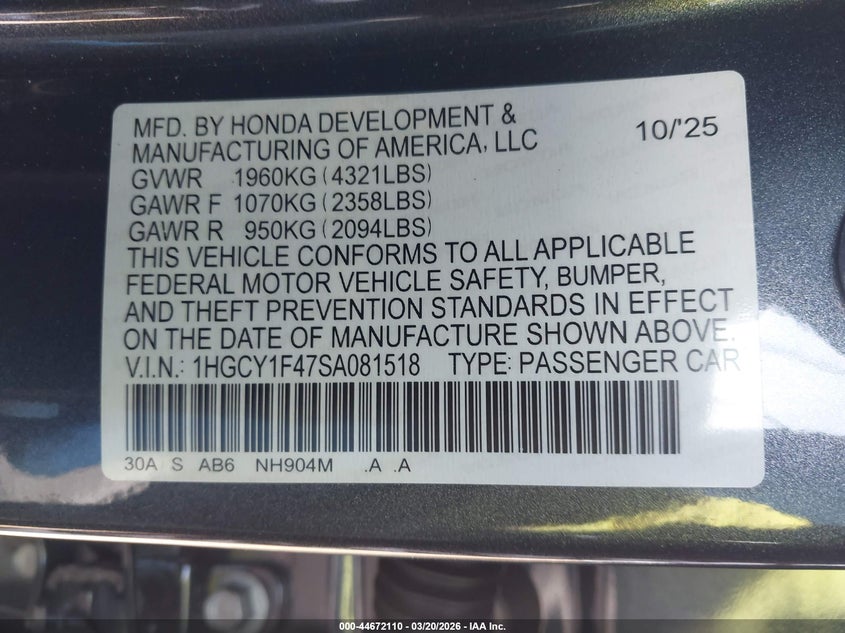 MFD. BY HONDA DEVELOPMENT &
MANUFACTURING OF AMERICA, LLC 10/'25
GVWR 1960KG (4321LBS)
GAWR F 1070KG (2358LBS)
GAWR R 950KG (2094LBS)
THIS VEHICLE CONFORMS TO ALL APPLICABLE
FEDERAL MOTOR VEHICLE SAFETY, BUMPER,
AND THEFT PREVENTION STANDARDS IN EFFECT
ON THE DATE OF MANUFACTURE SHOWN ABOVE.
V.I.N.: 1HGCY1F47SA081518 TYPE: PASSENGER CAR
30A S AB6 NH904M .A .A
000-44672110 | 03/20/2026 - IAA Inc.